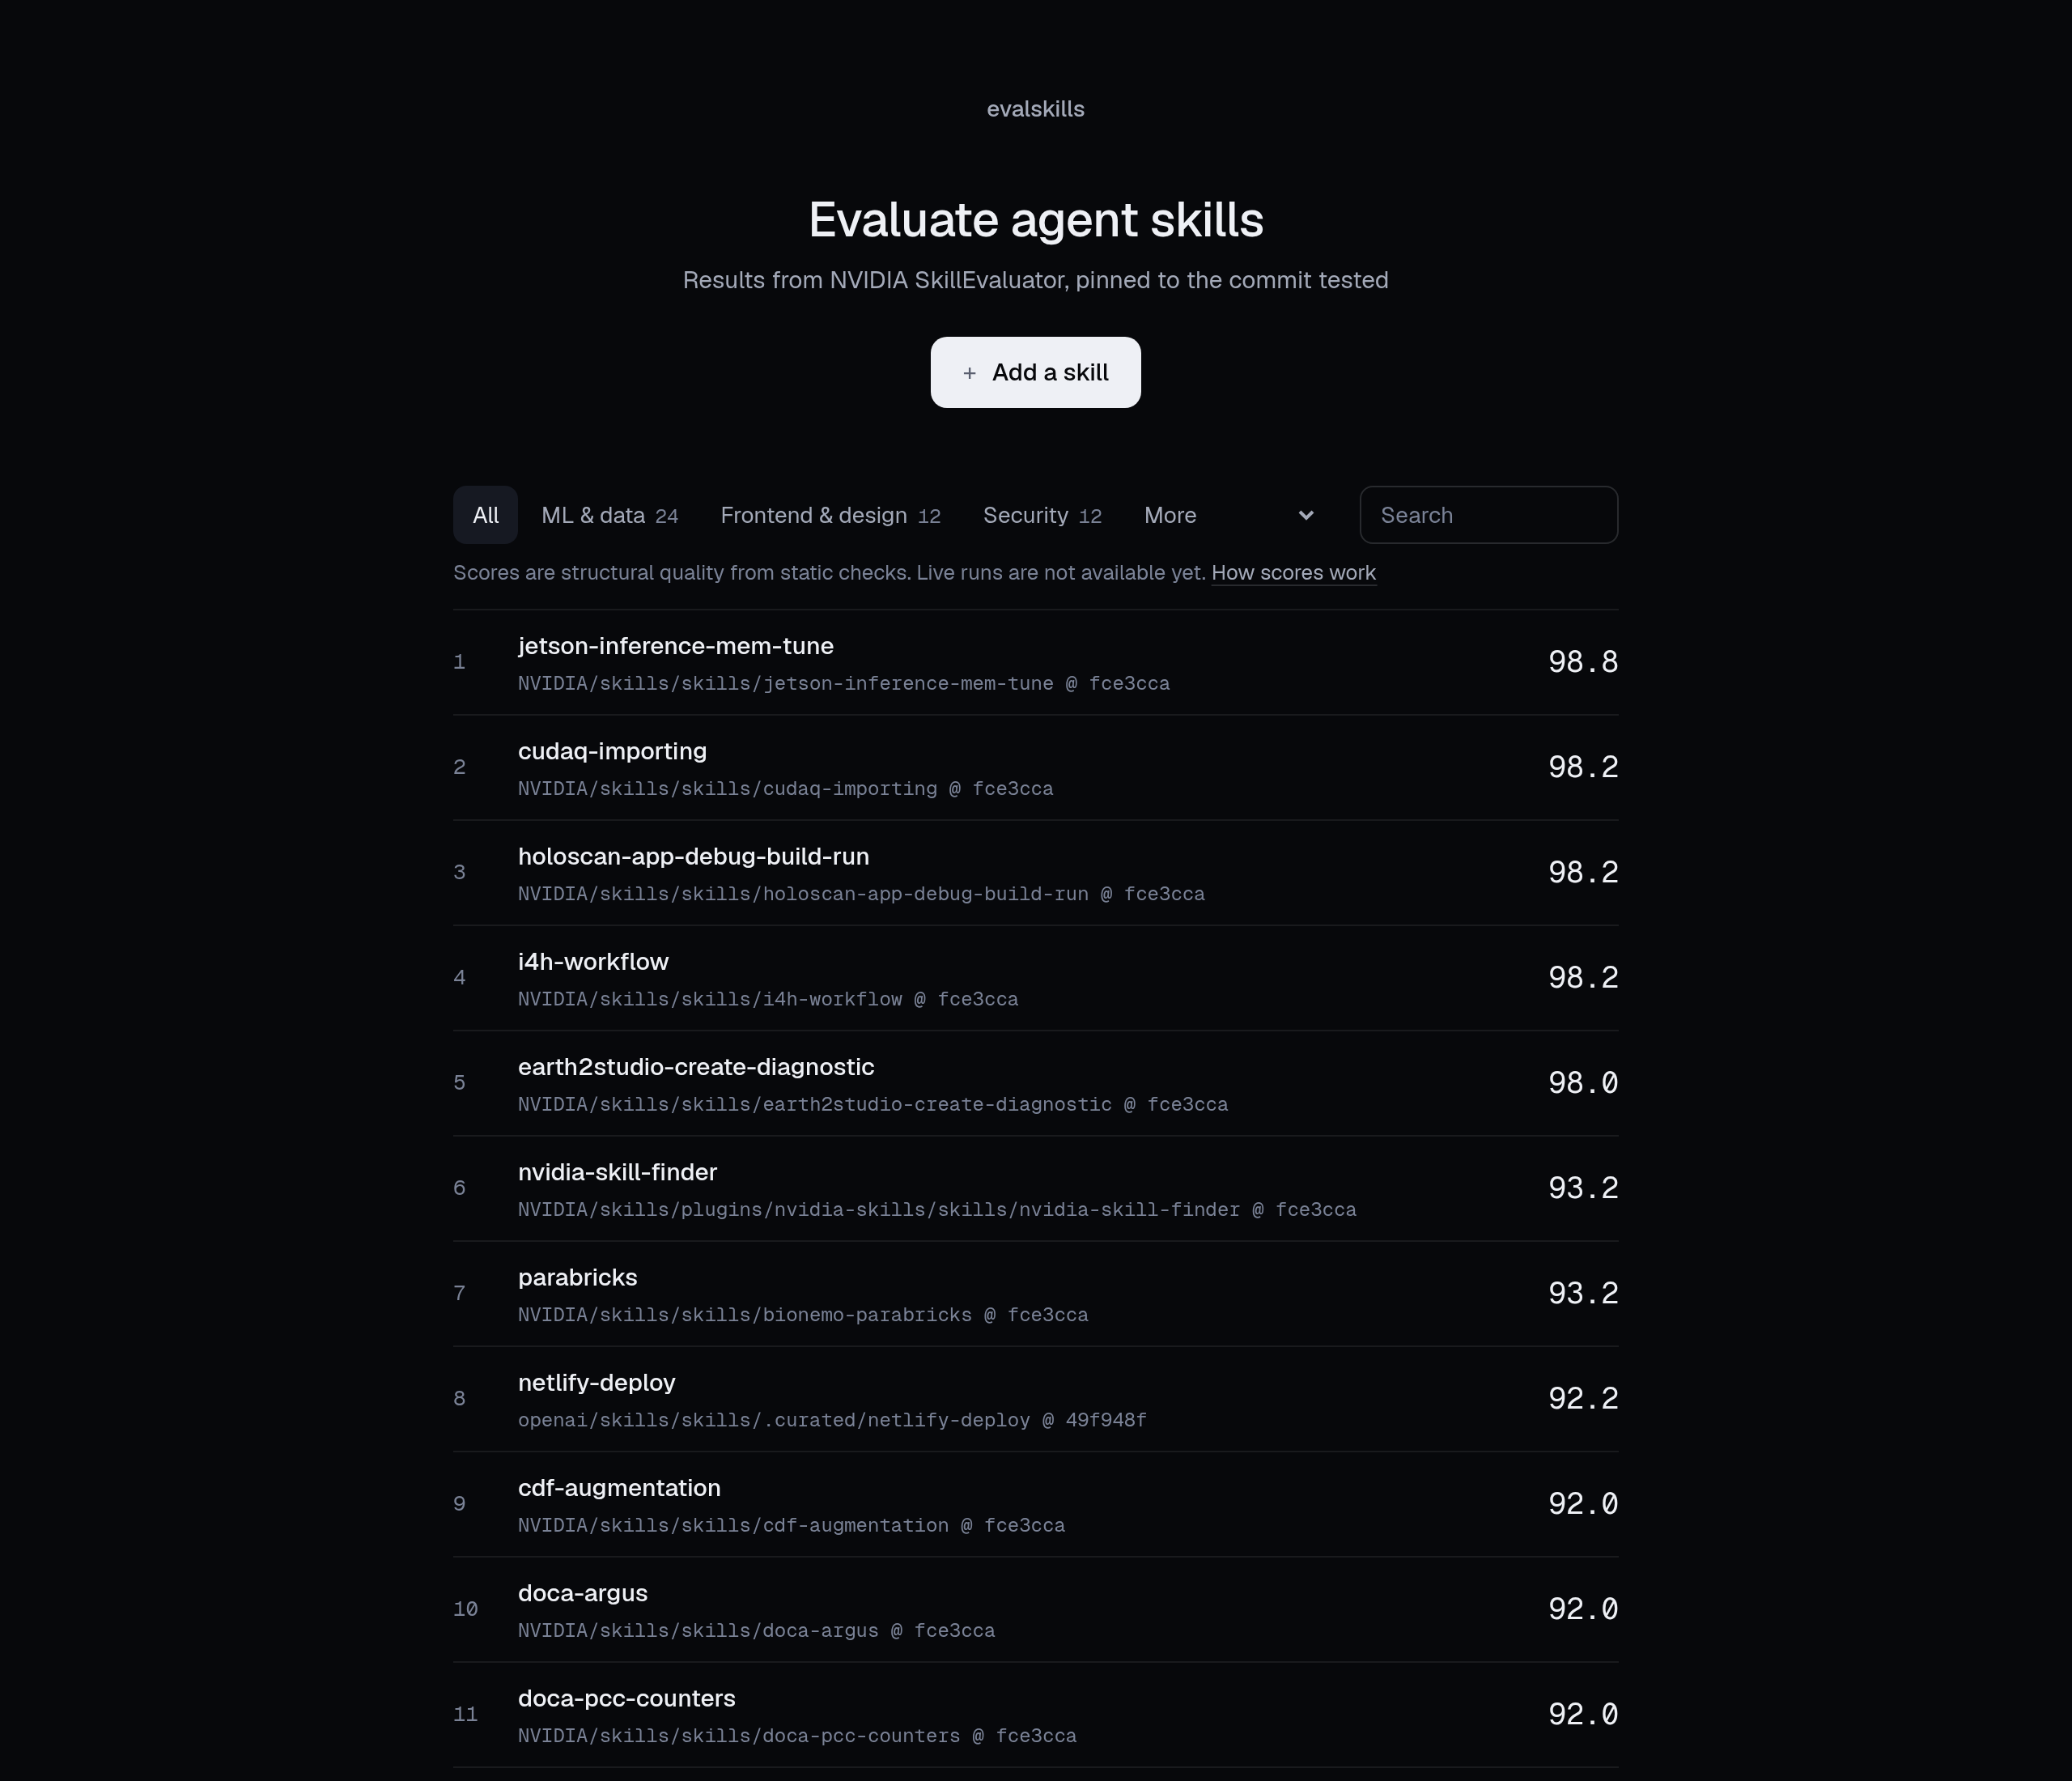 evalskills
Evaluate agent skills
Results from NVIDIA SkillEvaluator, pinned to the commit tested
+ Add a skill
All ML & data 24 Frontend & design 12 Security 12 More Search
Scores are structural quality from static checks. Live runs are not available yet. How scores work
1 jetson-inference-mem-tune 98.8
NVIDIA/skills/skills/jetson-inference-mem-tune @ fce3cca
2 cudaq-importing 98.2
NVIDIA/skills/skills/cudaq-importing @ fce3cca
3 holoscan-app-debug-build-run 98.2
NVIDIA/skills/skills/holoscan-app-debug-build-run @ fce3cca
4 i4h-workflow 98.2
NVIDIA/skills/skills/i4h-workflow @ fce3cca
5 earth2studio-create-diagnostic 98.0
NVIDIA/skills/skills/earth2studio-create-diagnostic @ fce3cca
6 nvidia-skill-finder 93.2
NVIDIA/skills/plugins/nvidia-skills/skills/nvidia-skill-finder @ fce3cca
7 parabricks 93.2
NVIDIA/skills/skills/bionemo-parabricks @ fce3cca
8 netlify-deploy 92.2
openai/skills/skills/.curated/netlify-deploy @ 49f948f
9 cdf-augmentation 92.0
NVIDIA/skills/skills/cdf-augmentation @ fce3cca
10 doca-argus 92.0
NVIDIA/skills/skills/doca-argus @ fce3cca
11 doca-pcc-counters 92.0
NVIDIA/skills/skills/doca-pcc-counters @ fce3cca